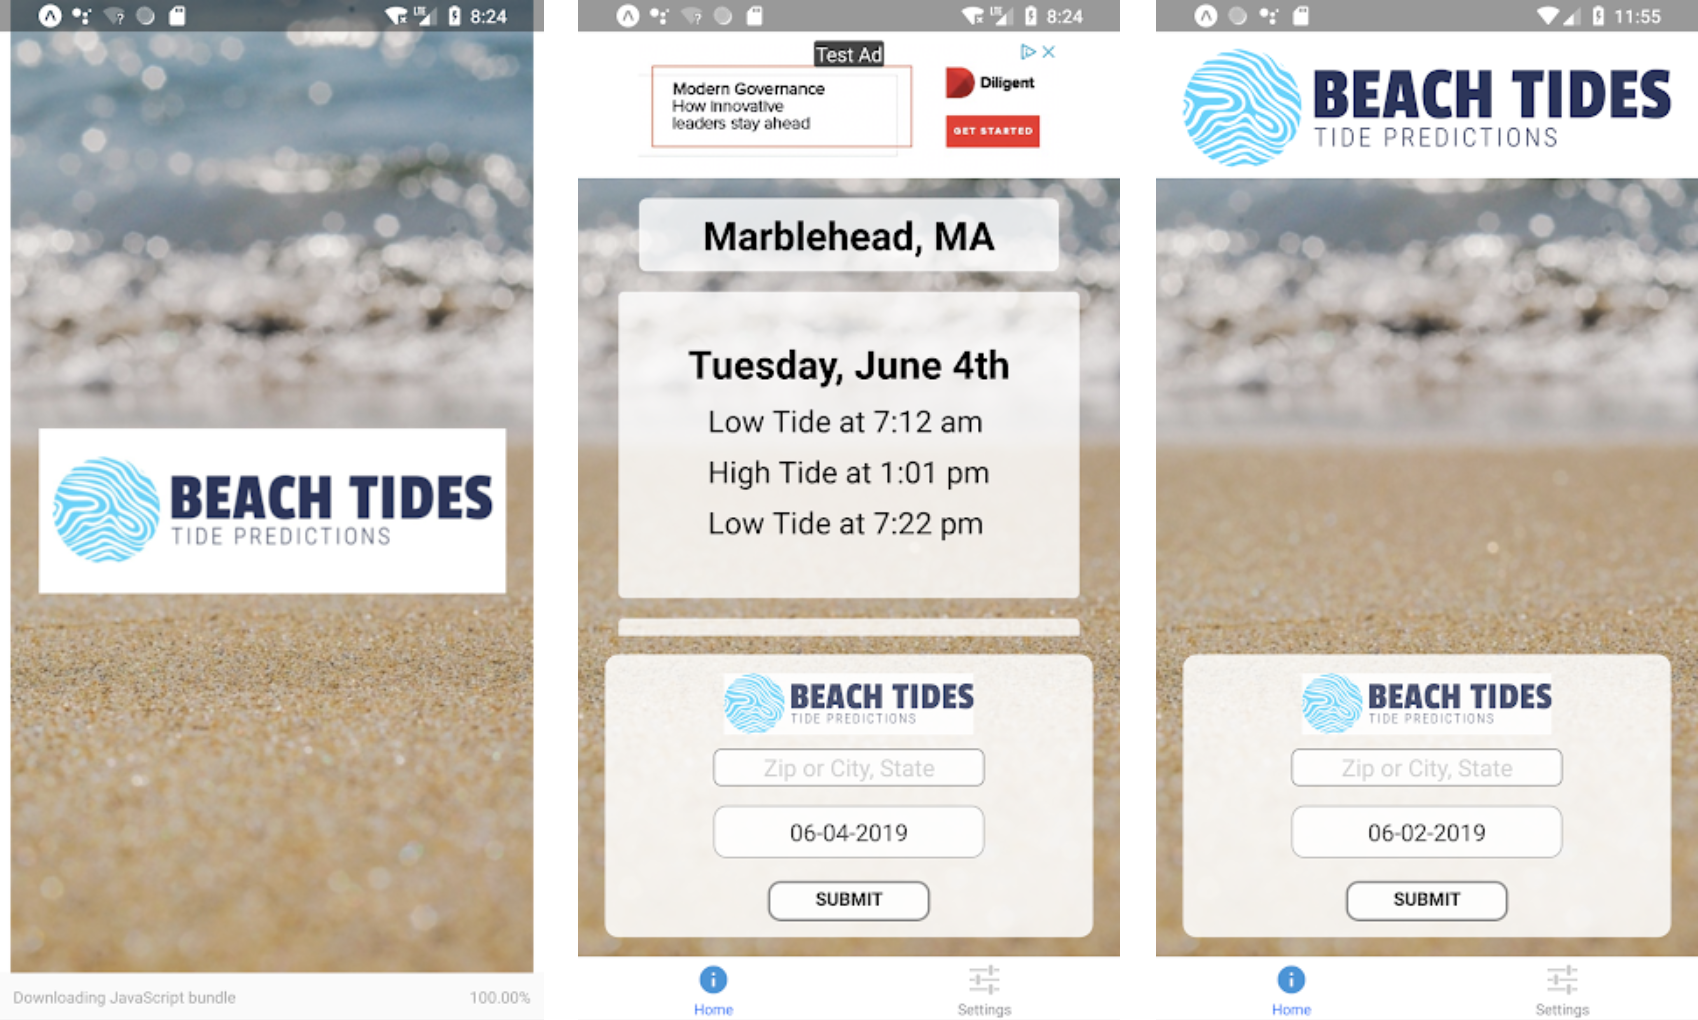 8:24
BEACH TIDES
TIDE PREDICTIONS
Downloading JavaScript bundle 100.00%
? LTE 8:24
Test Ad
Modern Governance
How innovative
leaders stay ahead
Diligent
GET STARTED
Marblehead, MA
Tuesday, June 4th
Low Tide at 7:12 am
High Tide at 1:01 pm
Low Tide at 7:22 pm
BEACH TIDES
TIDE PREDICTIONS
Zip or City, State
06-04-2019
SUBMIT
Home Settings
11:55
BEACH TIDES
TIDE PREDICTIONS
BEACH TIDES
TIDE PREDICTIONS
Zip or City, State
06-02-2019
SUBMIT
Home Settings